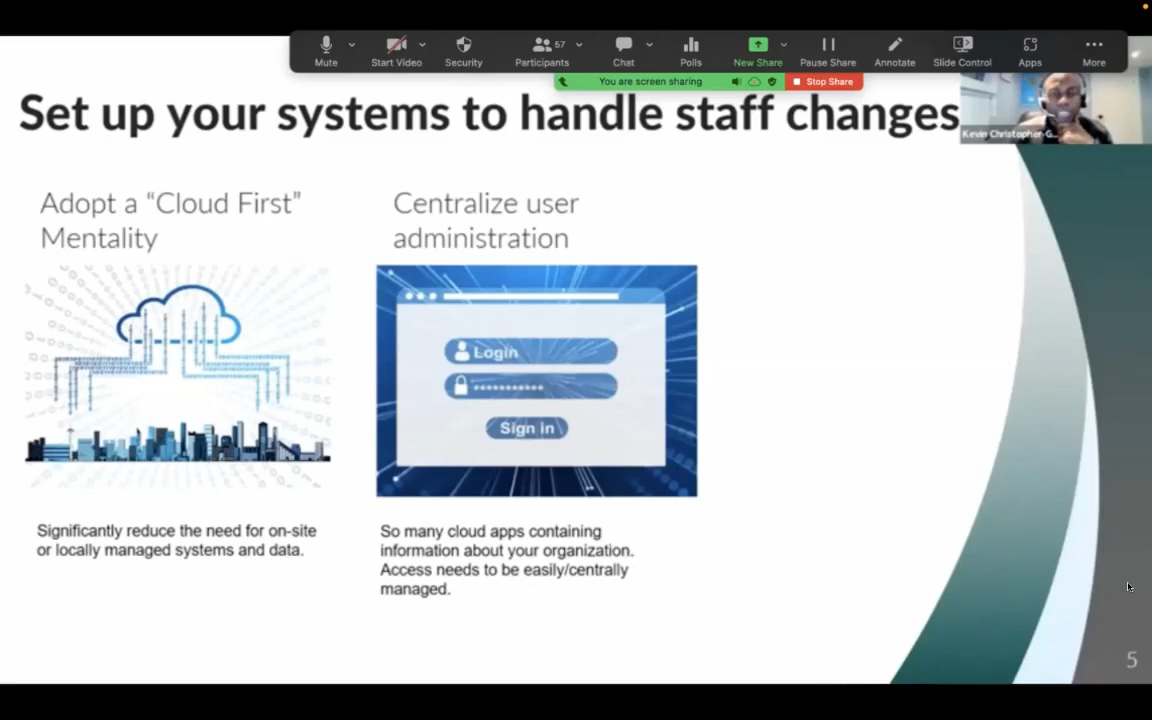 Mute
Start Video
Security
Participants
57
Chat
Polls
New Share
Pause Share
Annotate
Slide Control
Apps
More
You are screen sharing
Stop Share
Set up your systems to handle staff changes
Kevin Christopher-G...
Adopt a “Cloud First”
Mentality
Centralize user
administration
Login
Sign in
Significantly reduce the need for on-site
or locally managed systems and data.
So many cloud apps containing
information about your organization.
Access needs to be easily/centrally
managed.
5